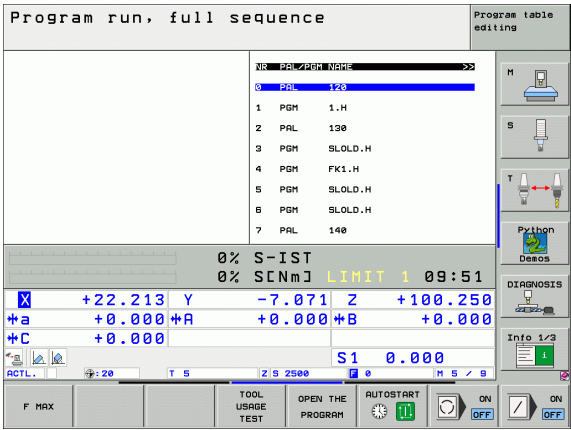 Program run, full sequence
Program table
editing
NR PAL/PGM NAME >>
0 PAL 120
1 PGM 1.H
2 PAL 130
3 PGM SLOLD.H
4 PGM FK1.H
5 PGM SLOLD.H
6 PGM SLOLD.H
7 PAL 140
M
S
T
Python
Demos
DIAGNOSIS
Info 1/3
i
0% S-IST
0% S[Nm] LIMIT 1 09:51
X +22.213 Y -7.071 Z +100.250
a +0.000 A +0.000 B +0.000
C +0.000
S1 0.000
ACTL. :20 T 5 Z S 2500 F 0 M 5 / 9
F MAX
TOOL
USAGE
TEST
OPEN THE
PROGRAM
AUTOSTART
ON
OFF
ON
OFF